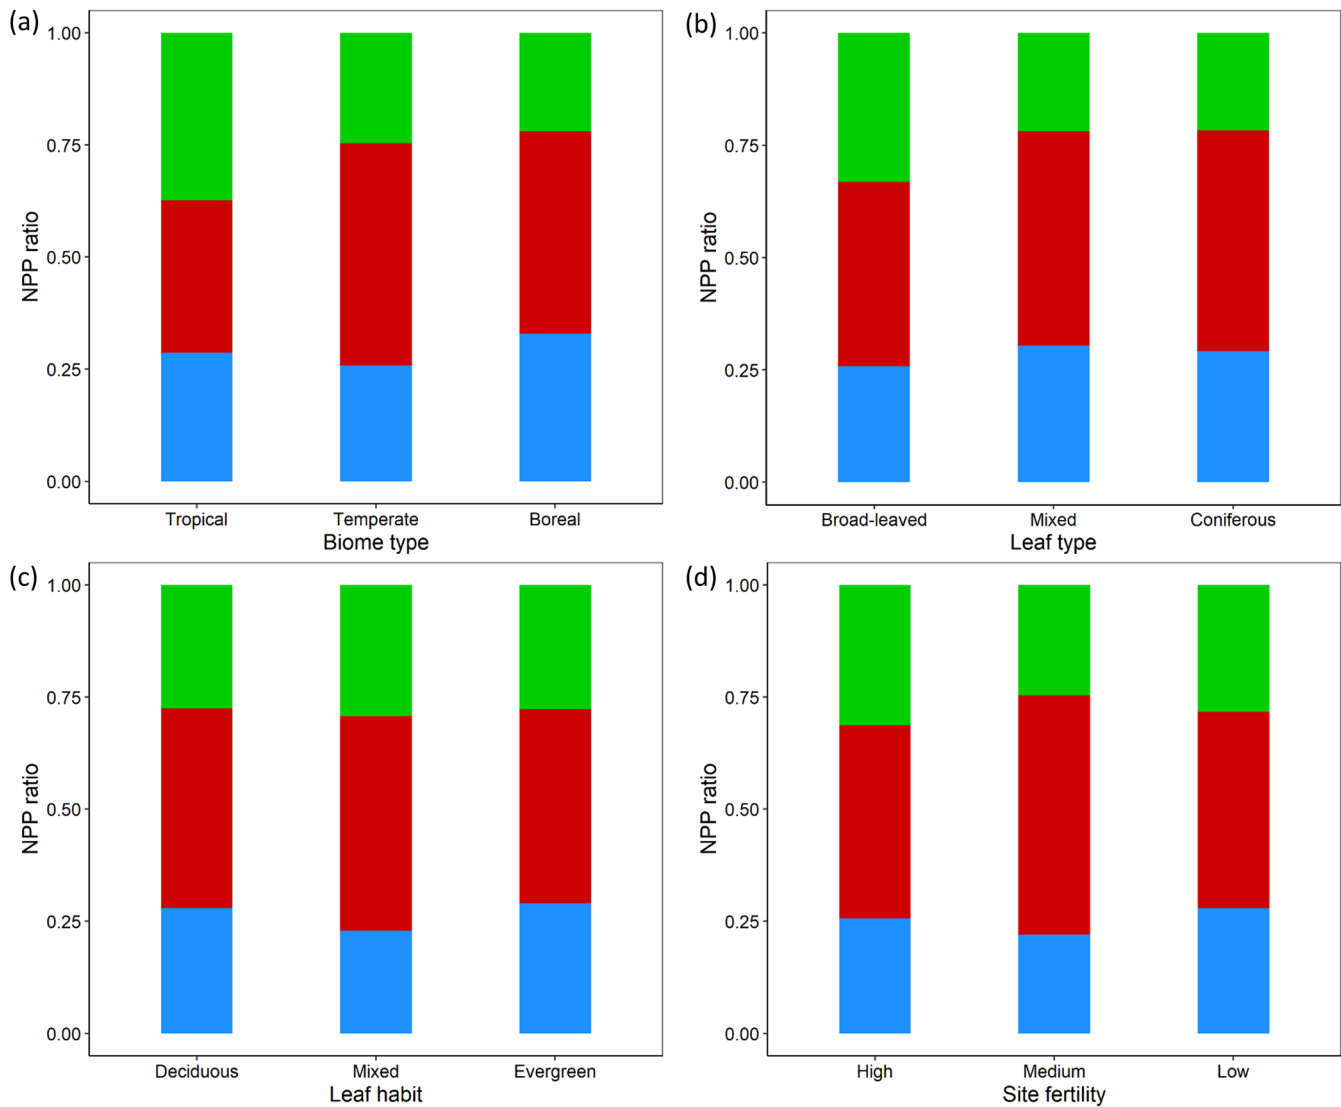 (a)
1.00
0.75
0.50
0.25
0.00
NPP ratio
Tropical Temperate Boreal
Biome type
(b)
1.00
0.75
0.50
0.25
0.00
NPP ratio
Broad-leaved Mixed Coniferous
Leaf type
(c)
1.00
0.75
0.50
0.25
0.00
NPP ratio
Deciduous Mixed Evergreen
Leaf habit
(d)
1.00
0.75
0.50
0.25
0.00
NPP ratio
High Medium Low
Site fertility